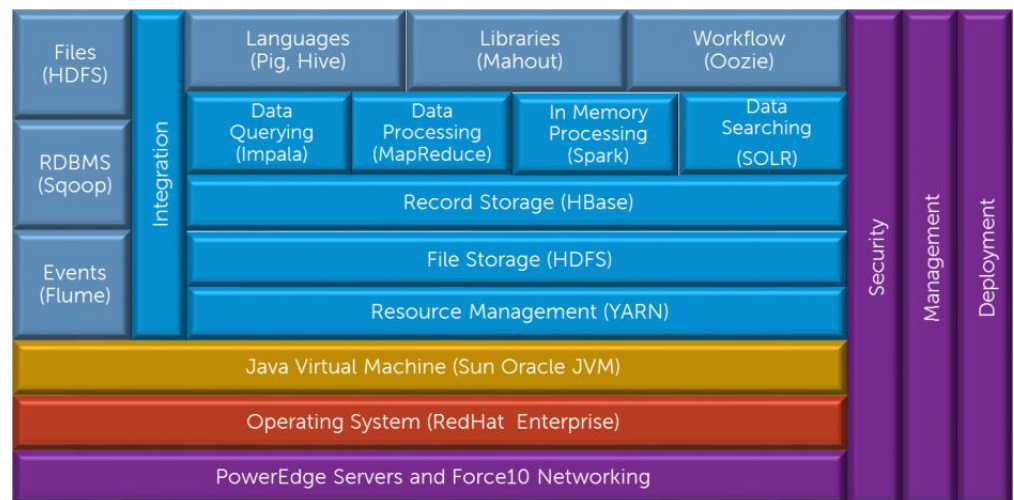 Files
(HDFS)
RDBMS
(Sqoop)
Events
(Flume)
Integration
Languages
(Pig, Hive)
Libraries
(Mahout)
Workflow
(Oozie)
Data
Querying
(Impala)
Data
Processing
(MapReduce)
In Memory
Processing
(Spark)
Data
Searching
(SOLR)
Record Storage (HBase)
File Storage (HDFS)
Resource Management (YARN)
Java Virtual Machine (Sun Oracle JVM)
Operating System (RedHat Enterprise)
PowerEdge Servers and Force10 Networking
Security
Management
Deployment